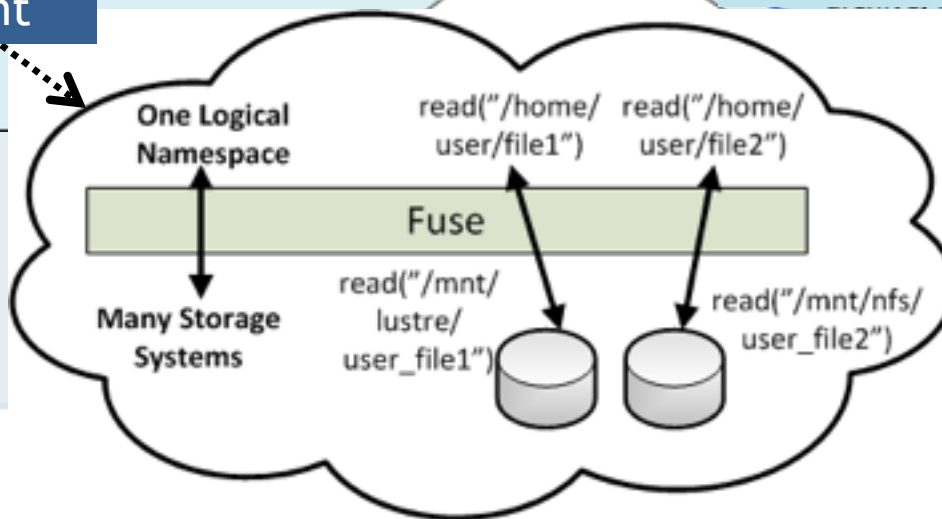 nt
One Logical
Namespace
read("/home/
user/file1")
read("/home/
user/file2")
Fuse
read("/mnt/
lustre/
user_file1")
Many Storage
Systems
read("/mnt/nfs/
user_file2")